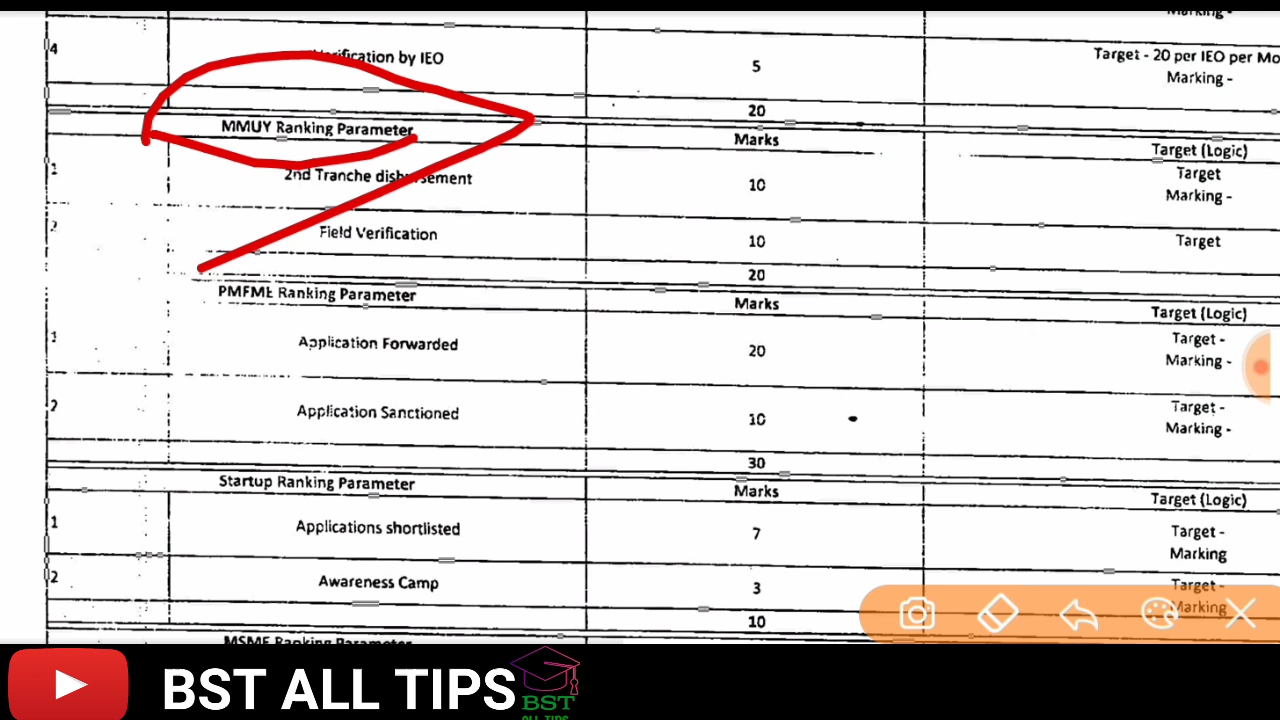 Marking -
4 Verification by IEO 5 Target - 20 per IEO per Mo
Marking -
20
MMUY Ranking Parameter Marks Target (Logic)
1 2nd Tranche disbursement 10 Target
Marking -
2 Field Verification 10 Target
20
PMFME Ranking Parameter Marks Target (Logic)
1 Application Forwarded 20 Target -
Marking -
2 Application Sanctioned 10 Target -
Marking -
30
Startup Ranking Parameter Marks Target (Logic)
1 Applications shortlisted 7 Target -
Marking
2 Awareness Camp 3 Target -
Marking
10
MSME Ranking Parameter
BST ALL TIPS
BST
ALL TIPS